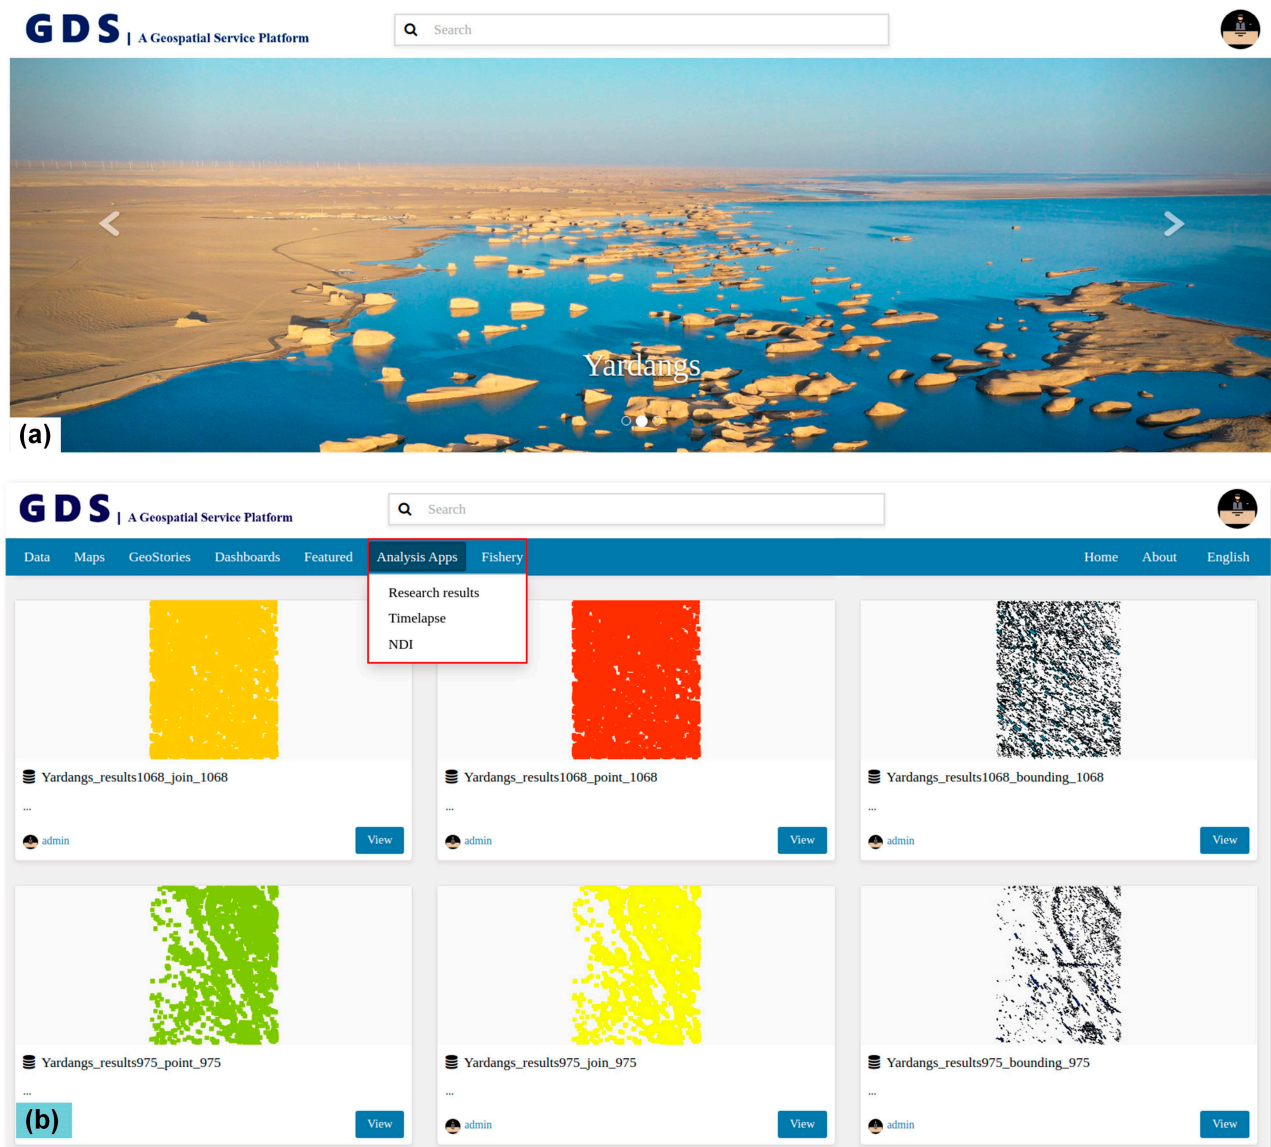 GDS | A Geospatial Service Platform
Search
Yardangs
(a)
GDS | A Geospatial Service Platform
Search
Data Maps GeoStories Dashboards Featured Analysis Apps Fishery Home About English
Research results
Timelapse
NDI
Yardangs_results1068_join_1068 Yardangs_results1068_point_1068 Yardangs_results1068_bounding_1068
... ... ...
admin View admin View admin View
Yardangs_results975_point_975 Yardangs_results975_join_975 Yardangs_results975_bounding_975
... ... ...
(b) View admin View admin View